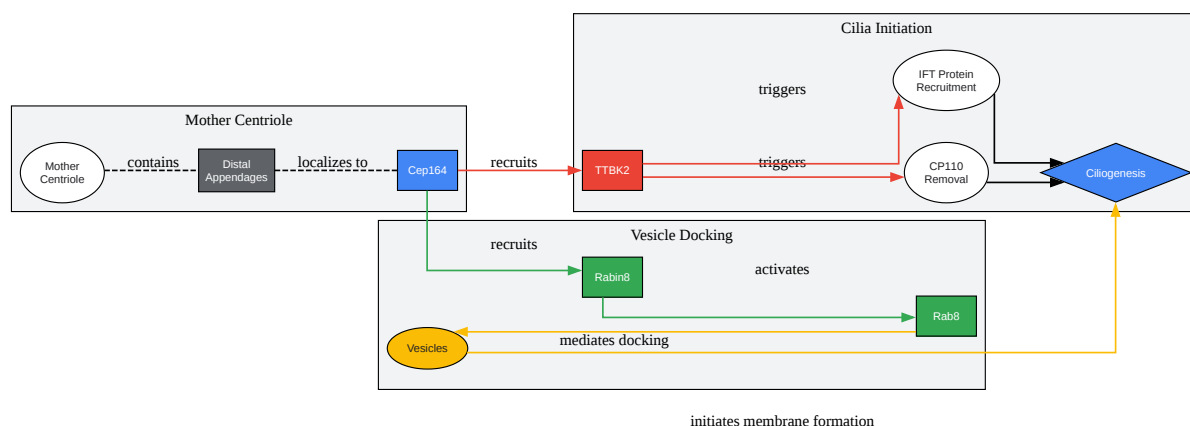 Cilia Initiation
IFT Protein
Recruitment
triggers
Mother Centriole
Mother
Centriole
contains
Distal
Appendages
localizes to
Cep164
recruits
TTBK2
triggers
CP110
Removal
Ciliogenesis
Vesicle Docking
recruits
Rabin8
activates
Rab8
Vesicles
mediates docking
initiates membrane formation